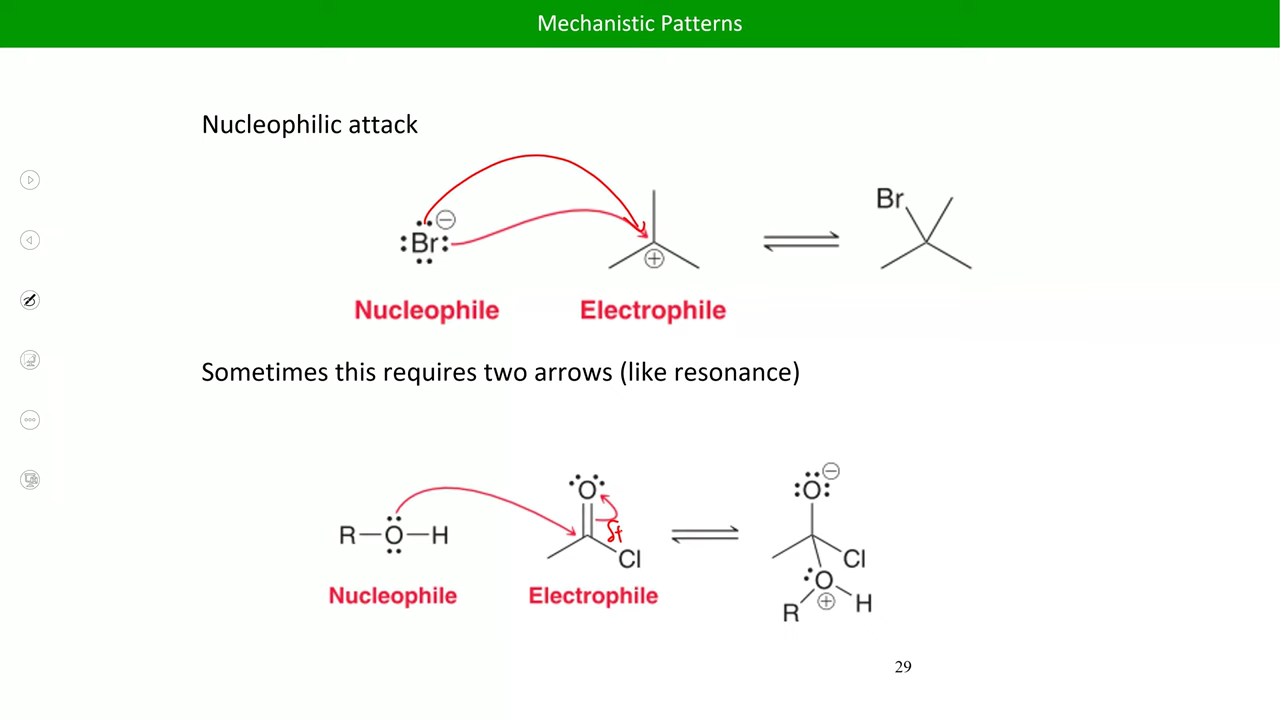 Mechanistic Patterns
Nucleophilic attack
:Br: ⊖
⊕
Br
Nucleophile
Electrophile
Sometimes this requires two arrows (like resonance)
R–O–H
O
δ+
Cl
:O: ⊖
Cl
:O
⊕
R
H
Nucleophile
Electrophile
29